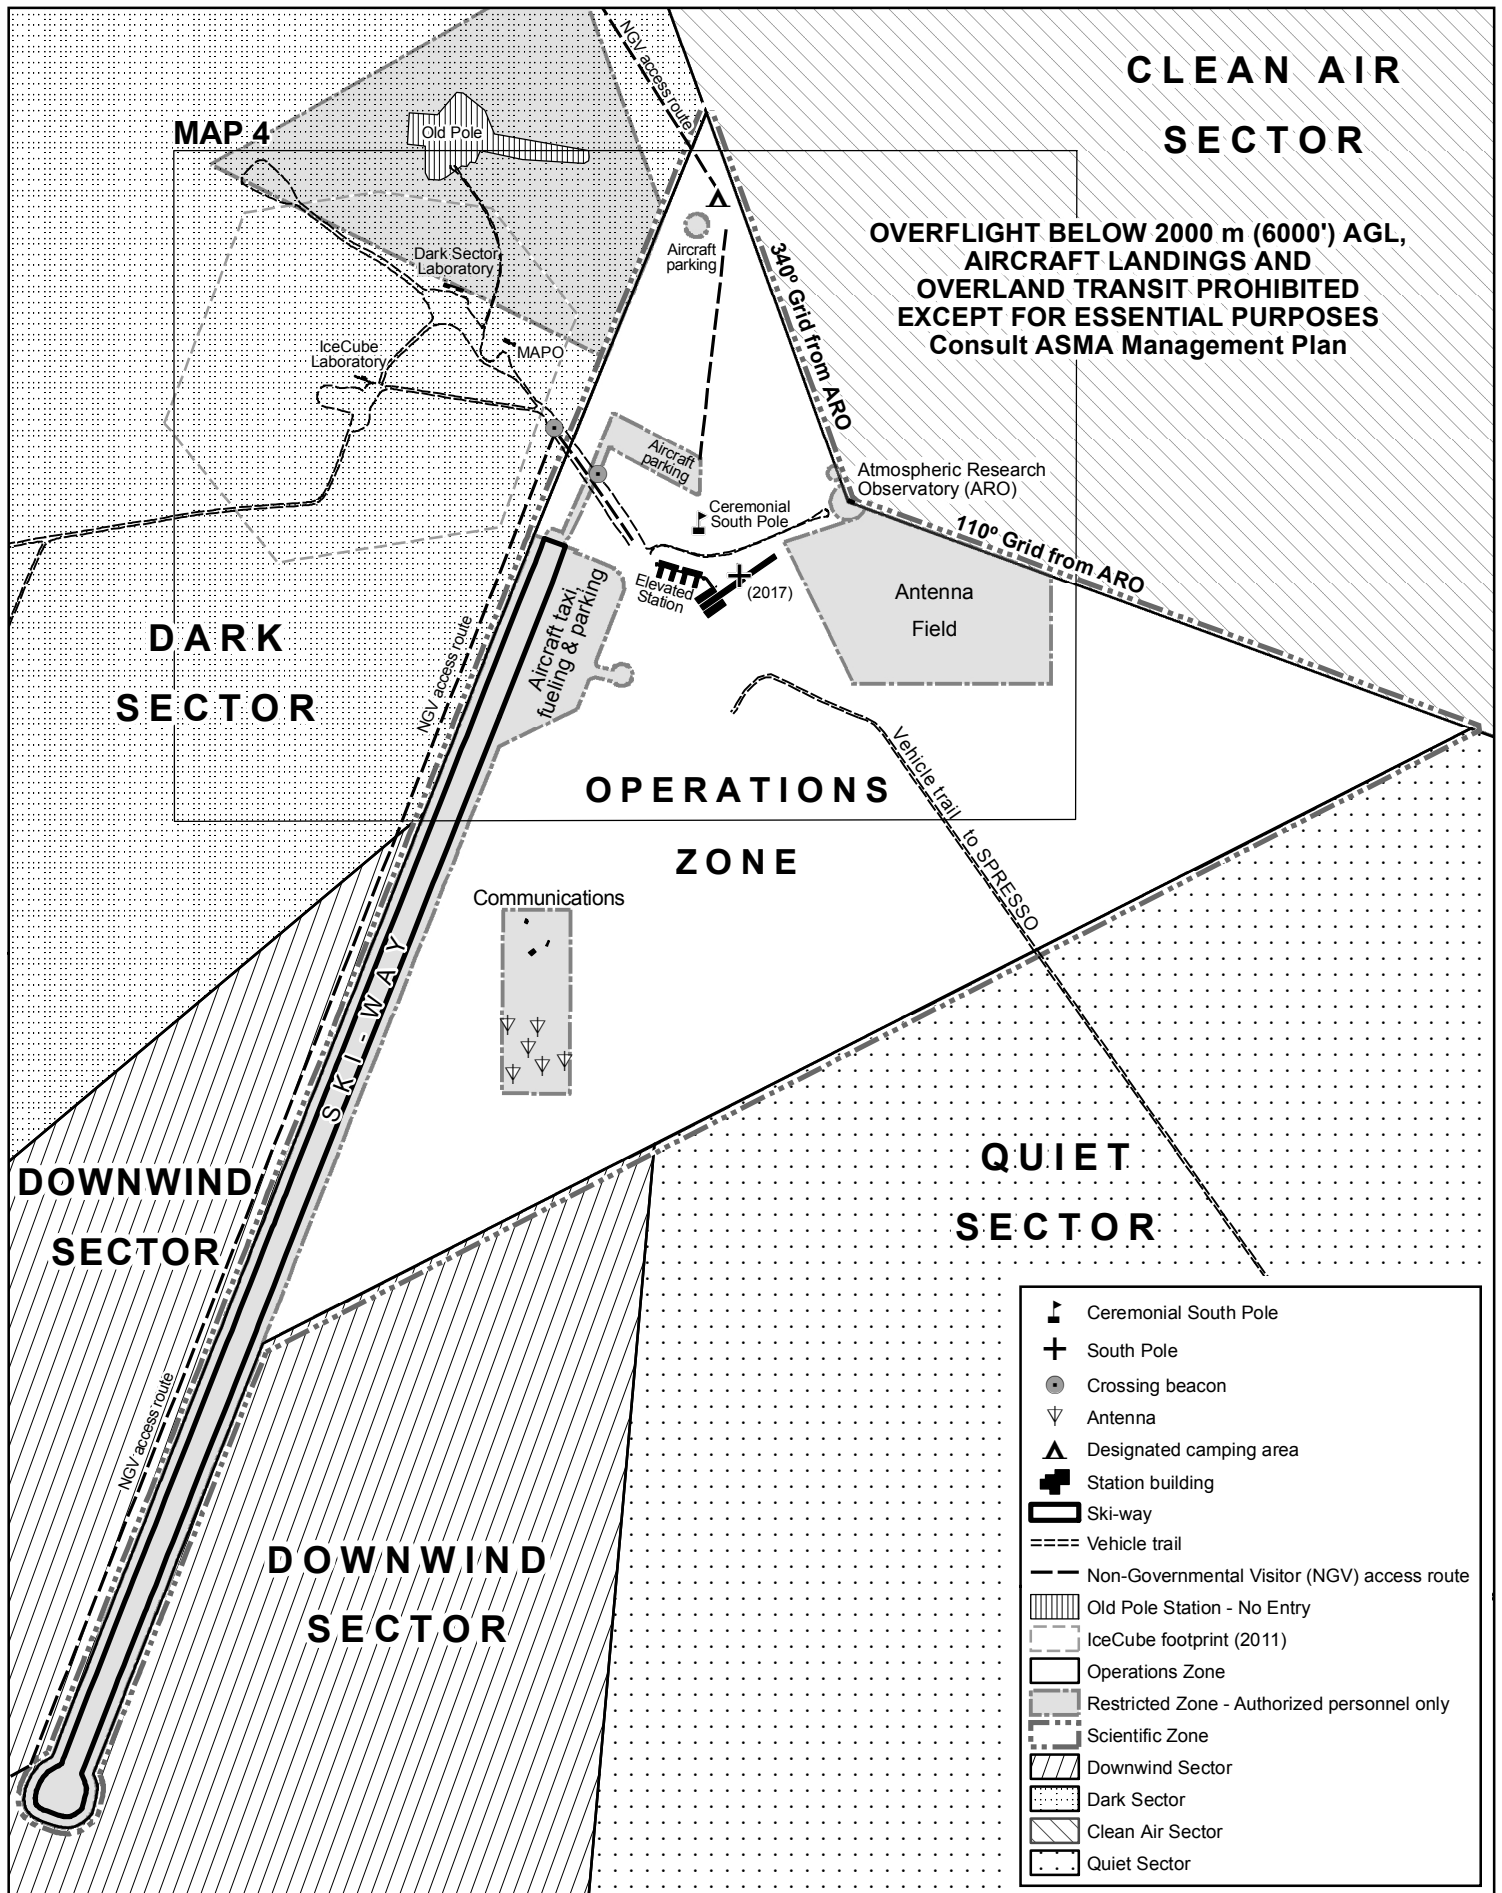 NGV access route
CLEAN AIR
SECTOR
MAP 4
Old Pole
OVERFLIGHT BELOW 2000 m (6000') AGL,
AIRCRAFT LANDINGS AND
OVERLAND TRANSIT PROHIBITED
EXCEPT FOR ESSENTIAL PURPOSES
Consult ASMA Management Plan
Aircraft
parking
340º Grid from ARO
Dark Sector
Laboratory
IceCube
Laboratory
MAPO
Aircraft
parking
Atmospheric Research
Observatory (ARO)
Ceremonial
South Pole
110º Grid from ARO
Elevated
Station
(2017)
Antenna
Field
Aircraft taxi,
fueling & parking
DARK
SECTOR
NGV access route
OPERATIONS
ZONE
Vehicle trail to SPRESSO
Communications
SKI-WAY
DOWNWIND
SECTOR
QUIET
SECTOR
NGV access route
DOWNWIND
SECTOR
Ceremonial South Pole
South Pole
Crossing beacon
Antenna
Designated camping area
Station building
Ski-way
Vehicle trail
Non-Governmental Visitor (NGV) access route
Old Pole Station - No Entry
IceCube footprint (2011)
Operations Zone
Restricted Zone - Authorized personnel only
Scientific Zone
Downwind Sector
Dark Sector
Clean Air Sector
Quiet Sector